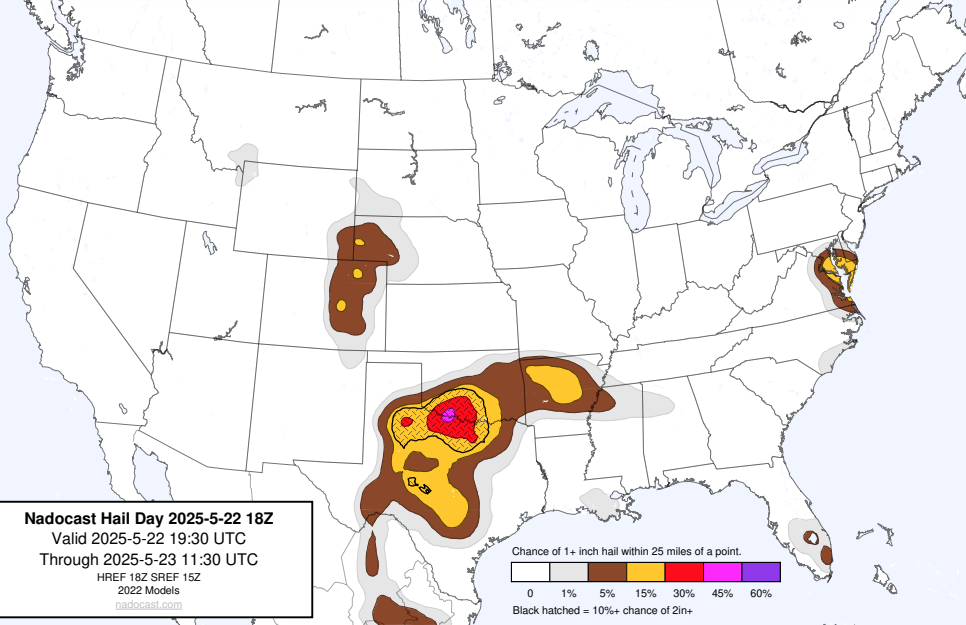 Nadocast Hail Day 2025-5-22 18Z
Valid 2025-5-22 19:30 UTC
Through 2025-5-23 11:30 UTC
HREF 18Z SREF 15Z
2022 Models
nadocast.com
Chance of 1+ inch hail within 25 miles of a point.
0 1% 5% 15% 30% 45% 60%
Black hatched = 10%+ chance of 2in+